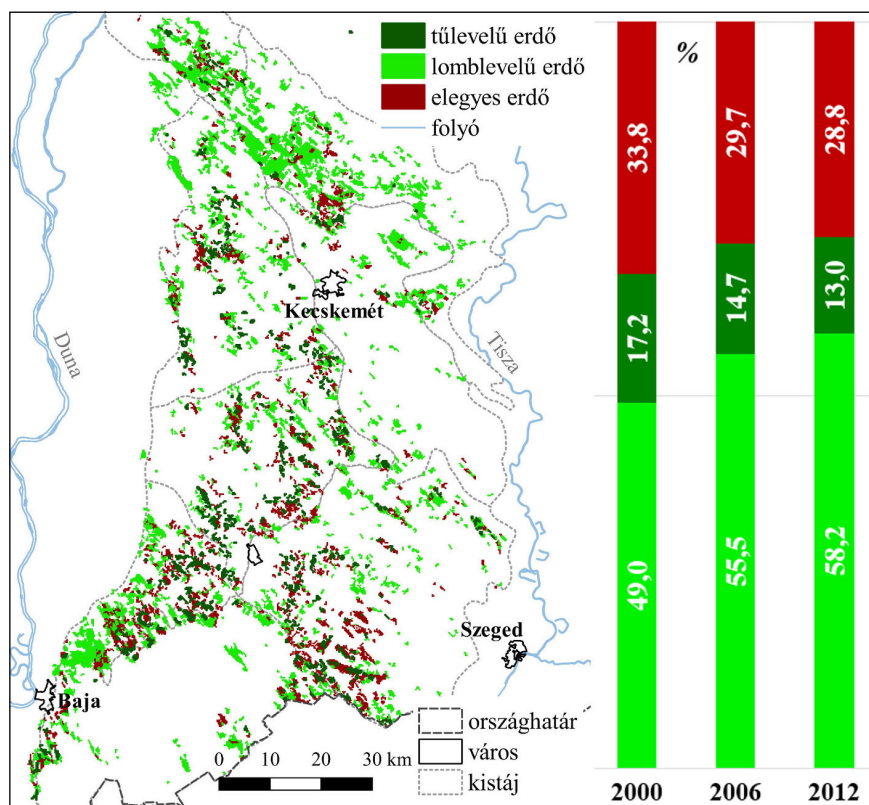 tűlevelű erdő
lomblevelű erdő
elegyes erdő
folyó
Duna
Kecskemét
Tisza
Szeged
Baja
országhatár
város
kistáj
0 10 20 30 km
%
33,8 29,7 28,8
17,2 14,7 13,0
49,0 55,5 58,2
2000 2006 2012